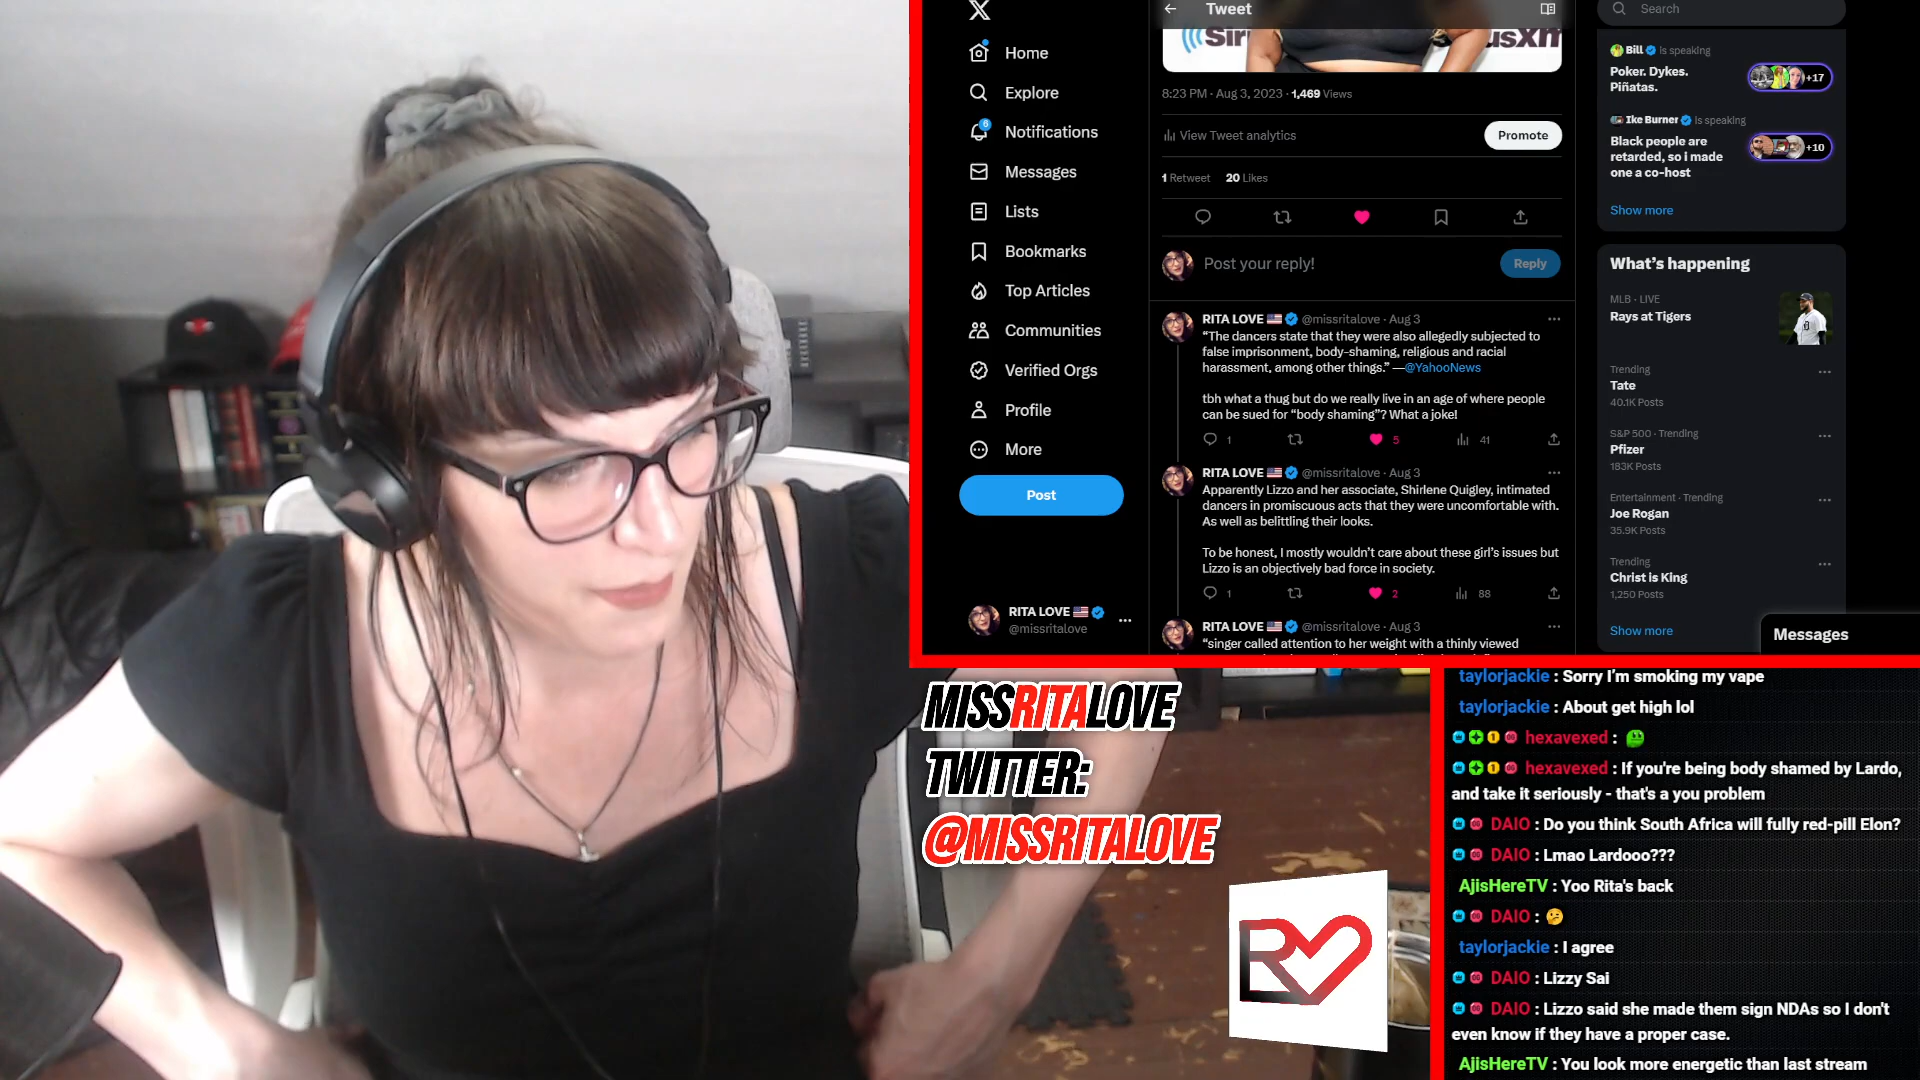 Tweet
Search
Siri
usXm
Home
Explore
6
Notifications
Messages
Lists
Bookmarks
Top Articles
Communities
Verified Orgs
Profile
More
Post
RITA LOVE
@missritalove
8:23 PM · Aug 3, 2023 · 1,469 Views
View Tweet analytics
Promote
1 Retweet 20 Likes
Post your reply!
Reply
RITA LOVE @missritalove · Aug 3
“The dancers state that they were also allegedly subjected to
false imprisonment, body-shaming, religious and racial
harassment, among other things.” —@YahooNews
tbh what a thug but do we really live in an age of where people
can be sued for “body shaming”? What a joke!
1 5 41
RITA LOVE @missritalove · Aug 3
Apparently Lizzo and her associate, Shirlene Quigley, intimated
dancers in promiscuous acts that they were uncomfortable with.
As well as belittling their looks.
To be honest, I mostly wouldn’t care about these girl’s issues but
Lizzo is an objectively bad force in society.
1 2 88
RITA LOVE @missritalove · Aug 3
“singer called attention to her weight with a thinly viewed
Bill is speaking
Poker. Dykes.
Piñatas.
+17
Ike Burner is speaking
Black people are
retarded, so i made
one a co-host
+10
Show more
What’s happening
MLB · LIVE
Rays at Tigers
Trending
Tate
40.1K Posts
S&P 500 · Trending
Pfizer
183K Posts
Entertainment · Trending
Joe Rogan
35.9K Posts
Trending
Christ is King
1,250 Posts
Show more
Messages
MISSRITALOVE
TWITTER:
@MISSRITALOVE
R
taylorjackie : Sorry I’m smoking my vape
taylorjackie : About get high lol
hexavexed :
hexavexed : If you're being body shamed by Lardo,
and take it seriously - that's a you problem
DAIO : Do you think South Africa will fully red-pill Elon?
DAIO : Lmao Lardooo???
AjisHereTV : Yoo Rita's back
DAIO :
taylorjackie : I agree
DAIO : Lizzy Sai
DAIO : Lizzo said she made them sign NDAs so I don't
even know if they have a proper case.
AjisHereTV : You look more energetic than last stream